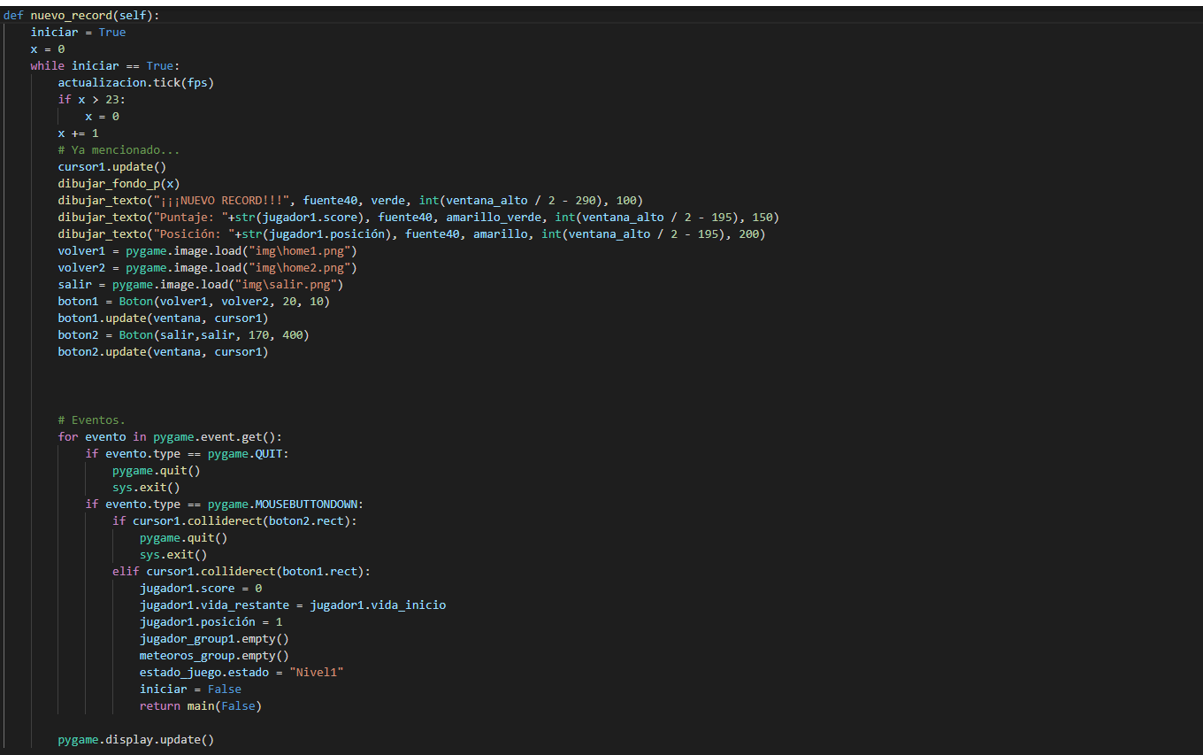 def nuevo_record(self):
    iniciar = True
    x = 0
    while iniciar == True:
        actualizacion.tick(fps)
        if x > 23:
            x = 0
        x += 1
        # Ya mencionado...
        cursor1.update()
        dibujar_fondo_p(x)
        dibujar_texto("¡¡¡NUEVO RECORD!!!", fuente40, verde, int(ventana_alto / 2 - 290), 100)
        dibujar_texto("Puntaje: "+str(jugador1.score), fuente40, amarillo_verde, int(ventana_alto / 2 - 195), 150)
        dibujar_texto("Posición: "+str(jugador1.posición), fuente40, amarillo, int(ventana_alto / 2 - 195), 200)
        volver1 = pygame.image.load("img\home1.png")
        volver2 = pygame.image.load("img\home2.png")
        salir = pygame.image.load("img\salir.png")
        boton1 = Boton(volver1, volver2, 20, 10)
        boton1.update(ventana, cursor1)
        boton2 = Boton(salir,salir, 170, 400)
        boton2.update(ventana, cursor1)
        # Eventos.
        for evento in pygame.event.get():
            if evento.type == pygame.QUIT:
                pygame.quit()
                sys.exit()
            if evento.type == pygame.MOUSEBUTTONDOWN:
                if cursor1.colliderect(boton2.rect):
                    pygame.quit()
                    sys.exit()
                elif cursor1.colliderect(boton1.rect):
                    jugador1.score = 0
                    jugador1.vida_restante = jugador1.vida_inicio
                    jugador1.posición = 1
                    jugador_group1.empty()
                    meteoros_group.empty()
                    estado_juego.estado = "Nivel1"
                    iniciar = False
                    return main(False)
        pygame.display.update()